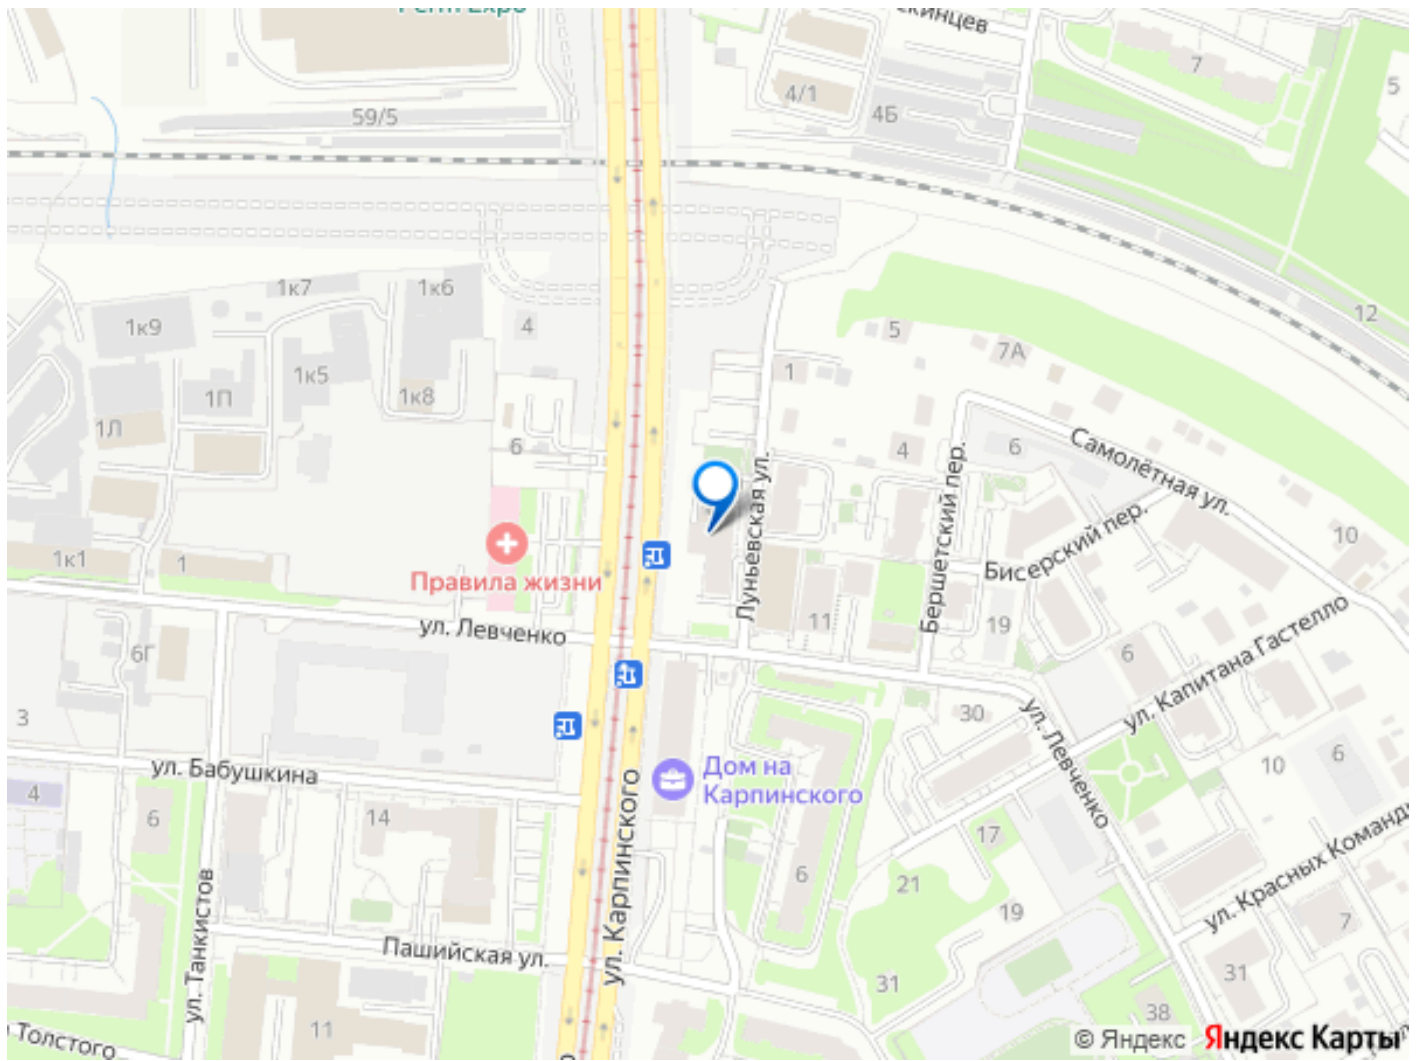 Perm Expo
скинцев
59/5
4/1
4Б
7
5
12
1к7
1к6
1к9
4
1к5
1П
1к8
1Л
6
1
5
7А
4
6
Самолётная ул.
Бершетский пер.
Луньевская ул.
Бисерский пер.
10
1к1
1
Правила жизни
ул. Левченко
11
19
6
ул. Капитана Гастелло
6Г
3
30
ул. Левченко
ул. Бабушкина
Дом на
Карпинского
10
6
4
6
14
17
6
21
19
ул. Красных Команд
7
ул. Танкистов
ул. Карпинского
Пашийская ул.
31
31
38
11
Толстого
© Яндекс
Яндекс Карты